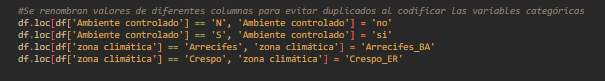 #Se renombran valores de diferentes columnas para evitar duplicados al codificar las variables categóricas
df.loc[df['Ambiente controlado'] == 'N', 'Ambiente controlado'] = 'no'
df.loc[df['Ambiente controlado'] == 'S', 'Ambiente controlado'] = 'si'
df.loc[df['zona climática'] == 'Arrecifes', 'zona climática'] = 'Arrecifes_BA'
df.loc[df['zona climática'] == 'Crespo', 'zona climática'] = 'Crespo_ER'